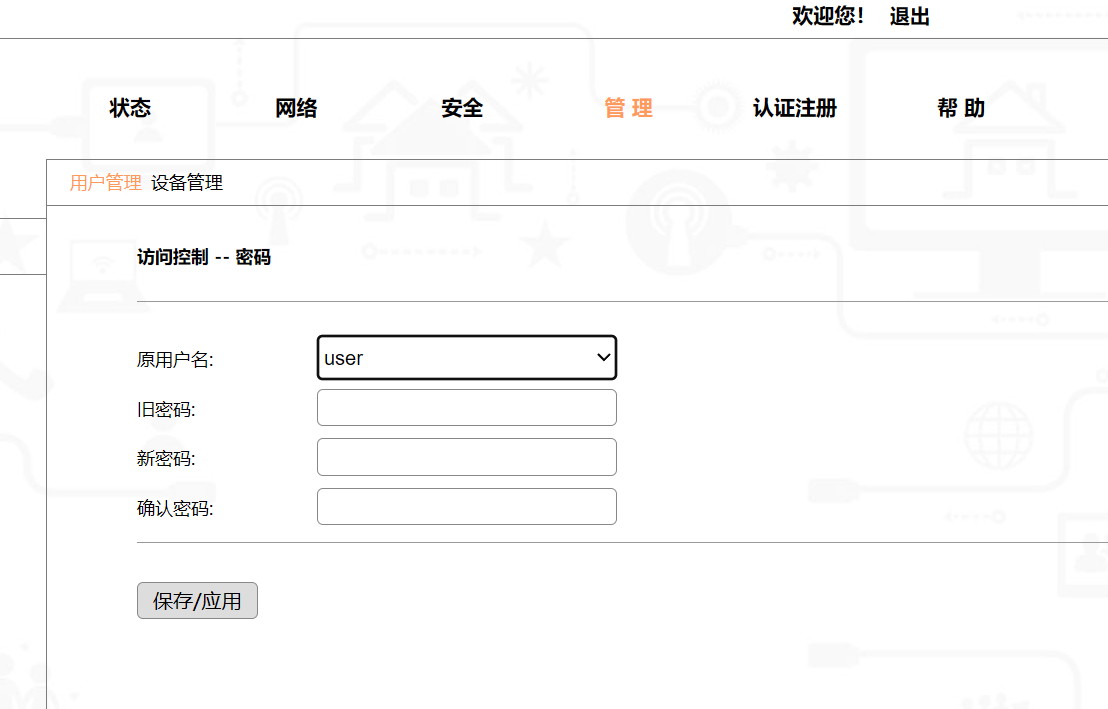 欢迎您! 退出
状态 网络 安全 管 理 认证注册 帮 助
用户管理 设备管理
访问控制 -- 密码
原用户名: user
旧密码:
新密码:
确认密码:
保存/应用